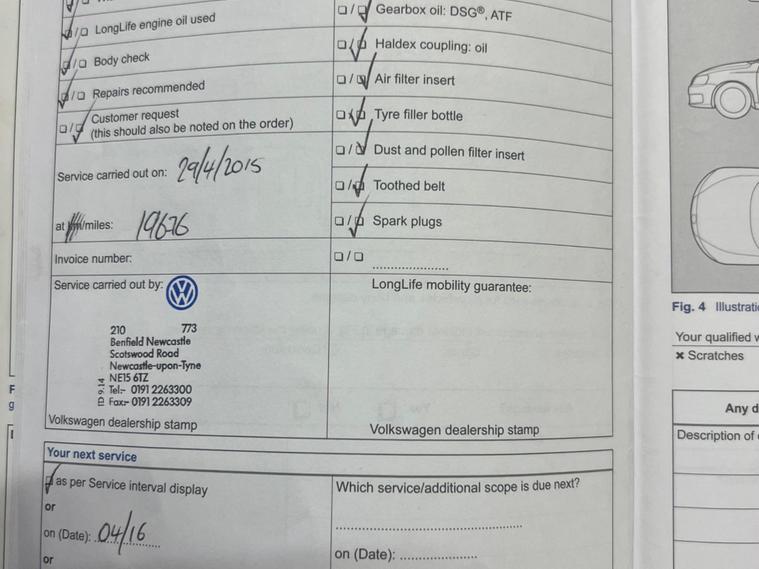 ☑/☐ LongLife engine oil used
☑/☐ Body check
☑/☐ Repairs recommended
☐/☑ Customer request
(this should also be noted on the order)
Service carried out on: 29/4/2015
at /miles: 19676
Invoice number:
Service carried out by:
210 773
Benfield Newcastle
Scotswood Road
Newcastle-upon-Tyne
NE15 6TZ
Tel:- 0191 2263300
Fax:- 0191 2263309
Volkswagen dealership stamp
☐/☑ Gearbox oil: DSG®, ATF
☐/☑ Haldex coupling: oil
☐/☑ Air filter insert
☐/☑ Tyre filler bottle
☐/☑ Dust and pollen filter insert
☐/☑ Toothed belt
☐/☑ Spark plugs
☐/☐ ......................
LongLife mobility guarantee:
Volkswagen dealership stamp
Your next service
☑ as per Service interval display
or
on (Date): 04/16
or
Which service/additional scope is due next?
on (Date): ......................
Fig. 4 Illustrati
Your qualified w
✖ Scratches
Any d
Description of